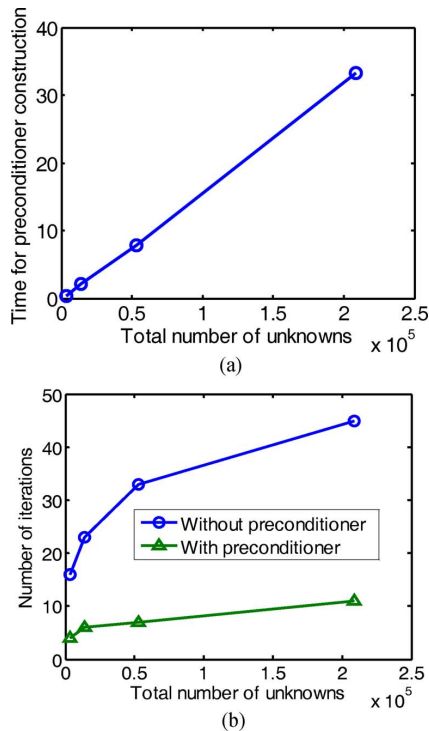 Time for preconditioner construction
40
30
20
10
0
0 0.5 1 1.5 2 2.5
Total number of unknowns
x 10^5
(a)
Number of iterations
50
40
30
20
10
0
Without preconditioner
With preconditioner
0 0.5 1 1.5 2 2.5
Total number of unknowns
x 10^5
(b)